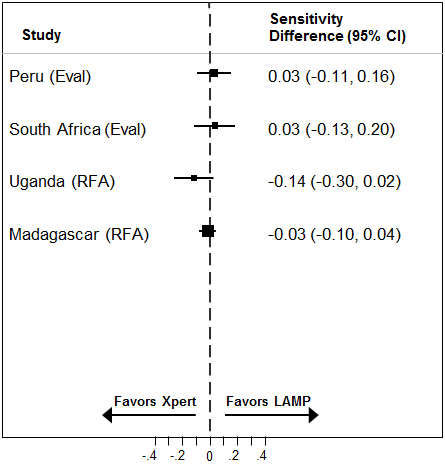 Study Sensitivity
Difference (95% CI)
Peru (Eval) 0.03 (-0.11, 0.16)
South Africa (Eval) 0.03 (-0.13, 0.20)
Uganda (RFA) -0.14 (-0.30, 0.02)
Madagascar (RFA) -0.03 (-0.10, 0.04)
Favors Xpert Favors LAMP
-.4 -.2 0 .2 .4